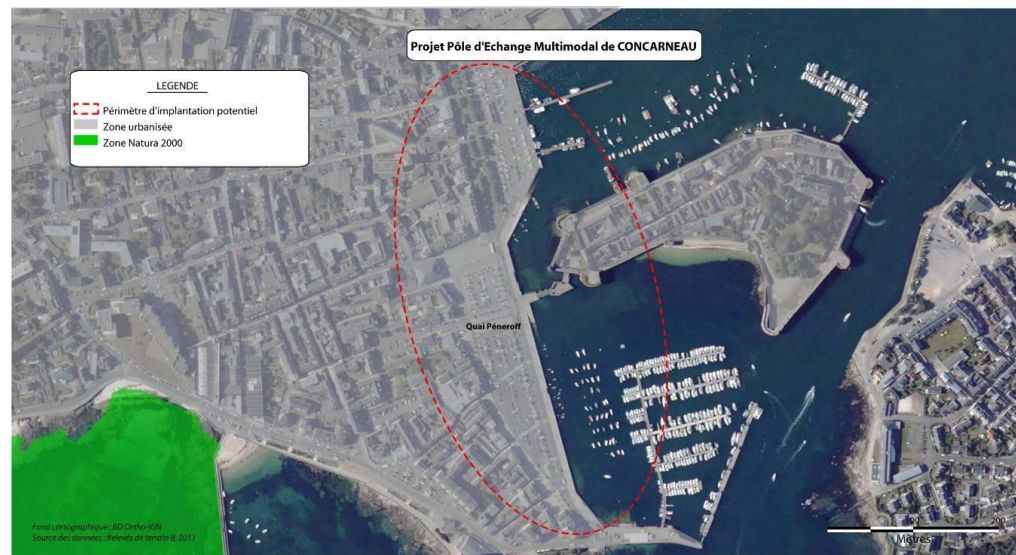 Projet Pôle d'Echange Multimodal de CONCARNEAU
LEGENDE
Périmètre d'implantation potentiel
Zone urbanisée
Zone Natura 2000
Quai Péneroff
Fond cartographique : BD Ortho-IGN
Source des données : Relevés de terrain IE 2011
100
200
Mètres